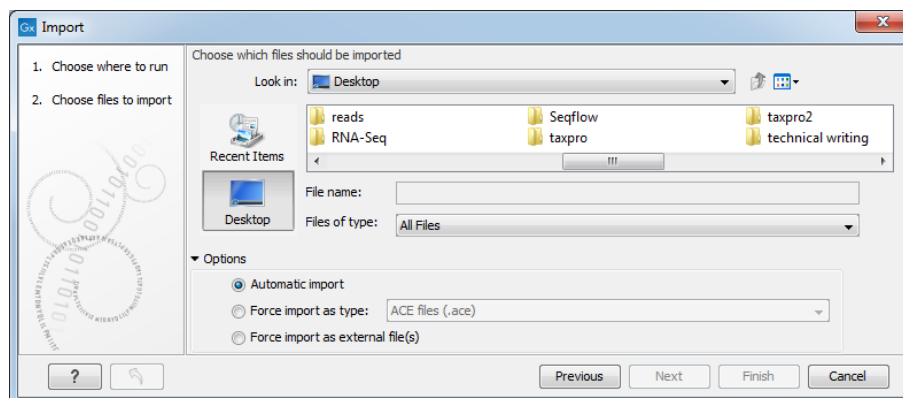 Gx Import
X
1. Choose where to run
2. Choose files to import
Choose which files should be imported
Look in: Desktop
Recent Items
Desktop
reads Seqflow taxpro2
RNA-Seq taxpro technical writing
File name:
Files of type: All Files
Options
Automatic import
Force import as type: ACE files (.ace)
Force import as external file(s)
? Previous Next Finish Cancel